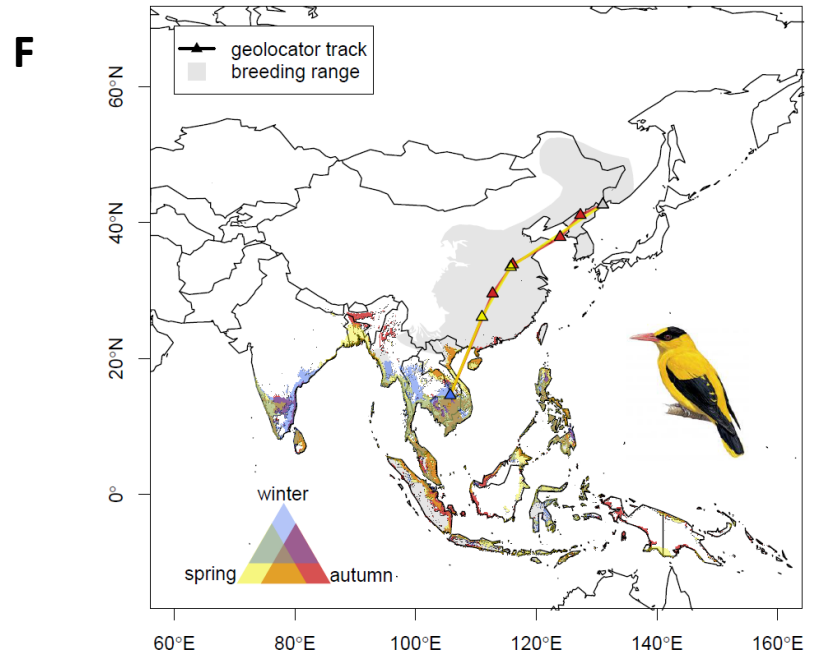 F
geolocator track
breeding range
60°N
40°N
20°N
0°
winter
spring
autumn
60°E
80°E
100°E
120°E
140°E
160°E